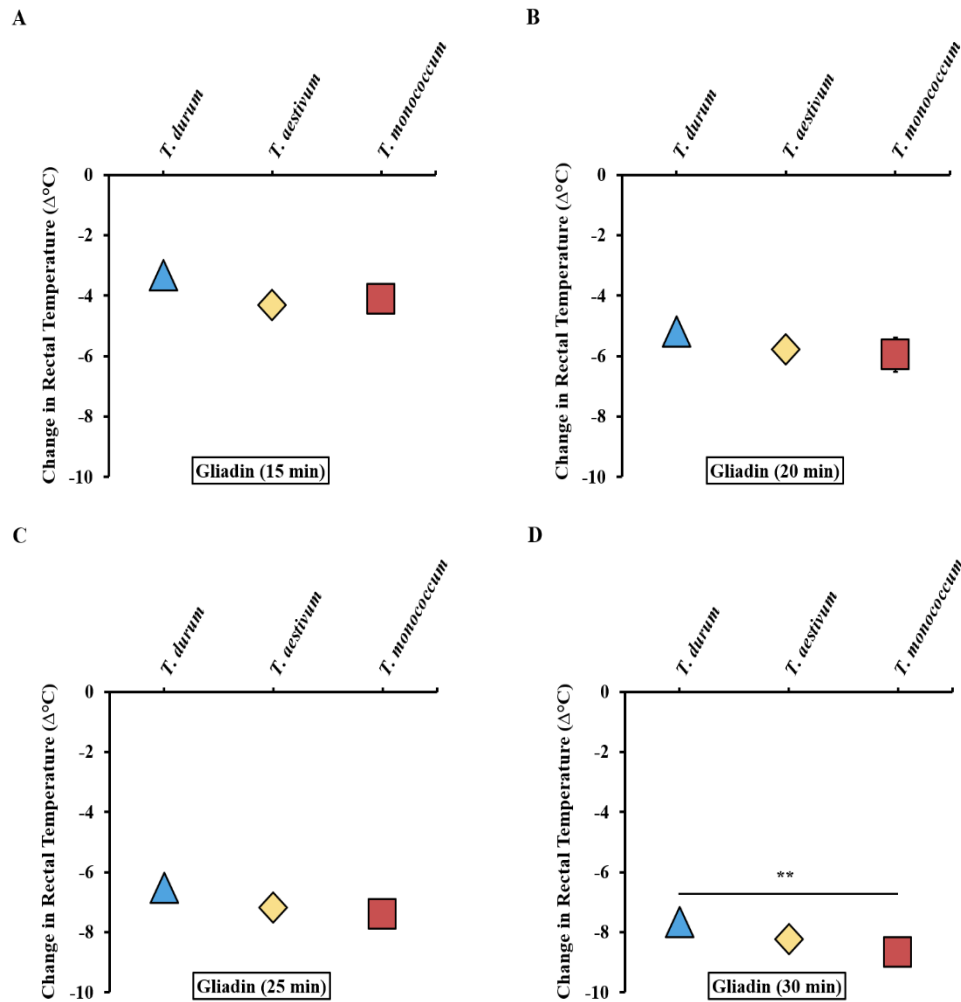 A
T. durum
T. aestivum
T. monococcum
Change in Rectal Temperature (Δ°C)
0
-2
-4
-6
-8
-10
Gliadin (15 min)
B
T. durum
T. aestivum
T. monococcum
Change in Rectal Temperature (Δ°C)
0
-2
-4
-6
-8
-10
Gliadin (20 min)
C
T. durum
T. aestivum
T. monococcum
Change in Rectal Temperature (Δ°C)
0
-2
-4
-6
-8
-10
Gliadin (25 min)
D
T. durum
T. aestivum
T. monococcum
Change in Rectal Temperature (Δ°C)
0
-2
-4
-6
-8
-10
**
Gliadin (30 min)